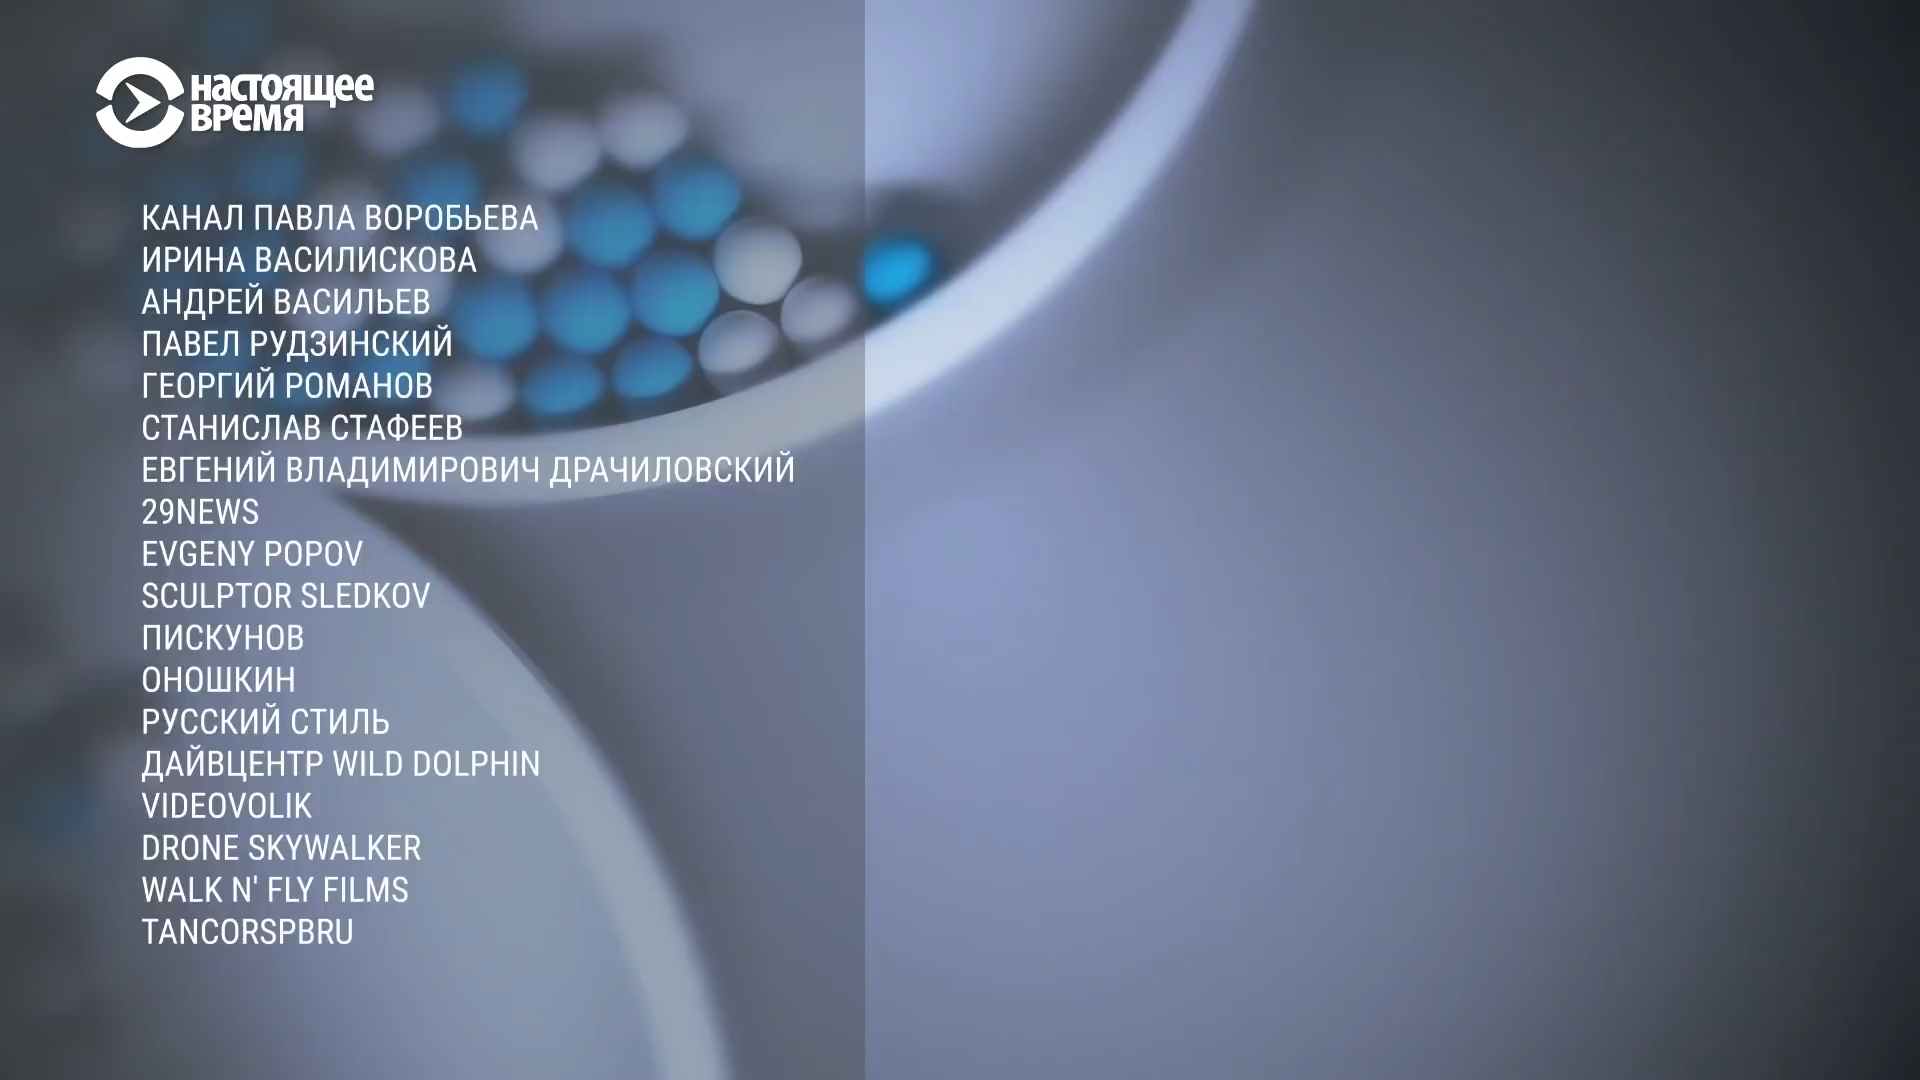 НАСТОЯЩЕЕ
ВРЕМЯ
КАНАЛ ПАВЛА ВОРОБЬЕВА
ИРИНА ВАСИЛИСКОВА
АНДРЕЙ ВАСИЛЬЕВ
ПАВЕЛ РУДЗИНСКИЙ
ГЕОРГИЙ РОМАНОВ
СТАНИСЛАВ СТАФЕЕВ
ЕВГЕНИЙ ВЛАДИМИРОВИЧ ДРАЧИЛОВСКИЙ
29NEWS
EVGENY POPOV
SCULPTOR SLEDKOV
ПИСКУНОВ
ОНОШКИН
РУССКИЙ СТИЛЬ
ДАЙВЦЕНТР WILD DOLPHIN
VIDEOVOLIK
DRONE SKYWALKER
WALK N' FLY FILMS
TANCORSPBRU